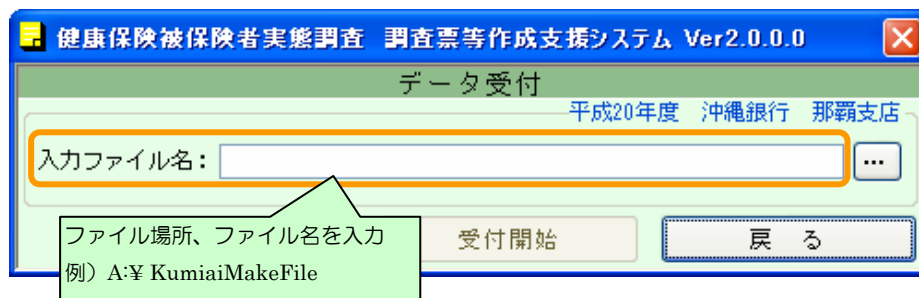 健康保険被保険者実態調査 調査票等作成支援システム Ver2.0.0.0
データ受付
平成20年度 沖縄銀行 那覇支店
入力ファイル名:
...
ファイル場所、ファイル名を入力
例）A:¥ KumiaiMakeFile
受付開始
戻る